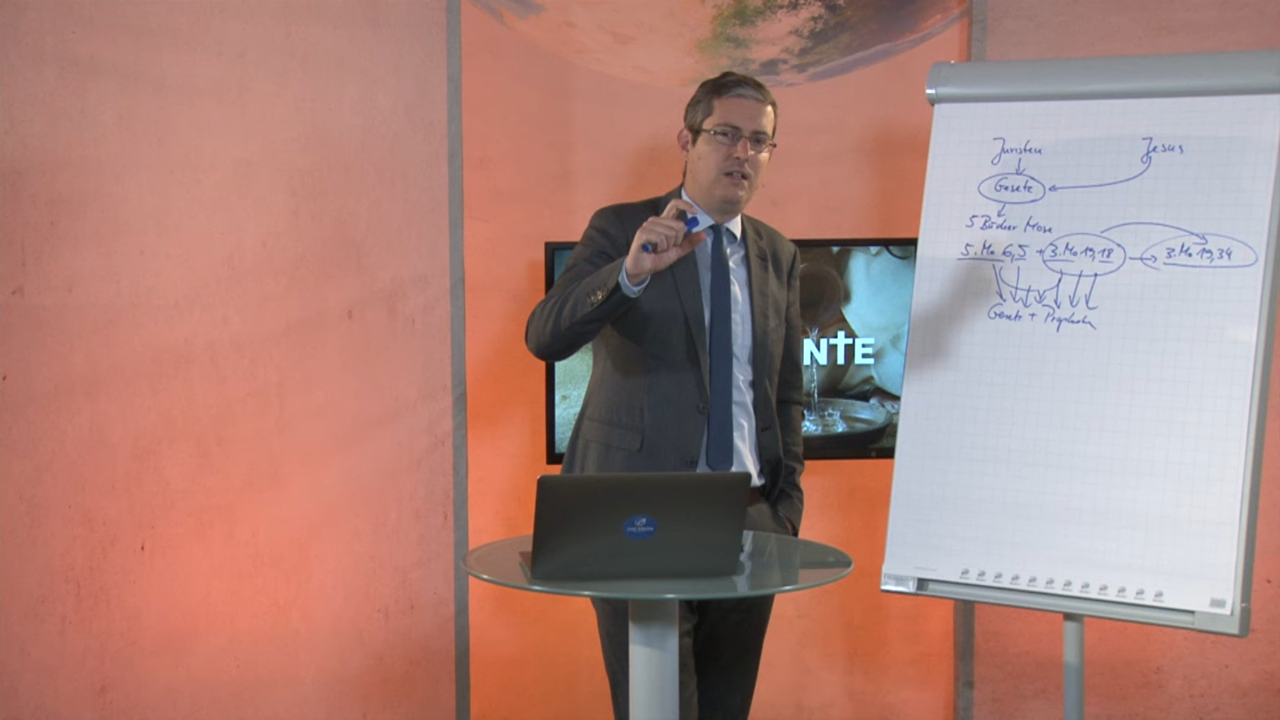 Juristen Jesus
Gesetz
5 Bücher Mose
5. Mo 6,5 + 3. Mo 19,18 3. Mo 19,34
Gesetz + Propheten
NTE